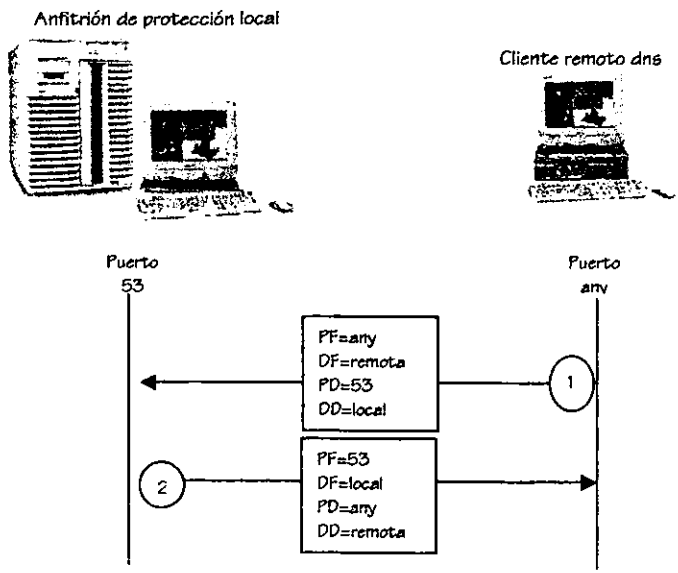 Anfitrión de protección local
Cliente remoto dns
Puerto
53
Puerto
any
PF=any
DF=remota
PD=53
DD=local
1
PF=53
DF=local
PD=any
DD=remota
2